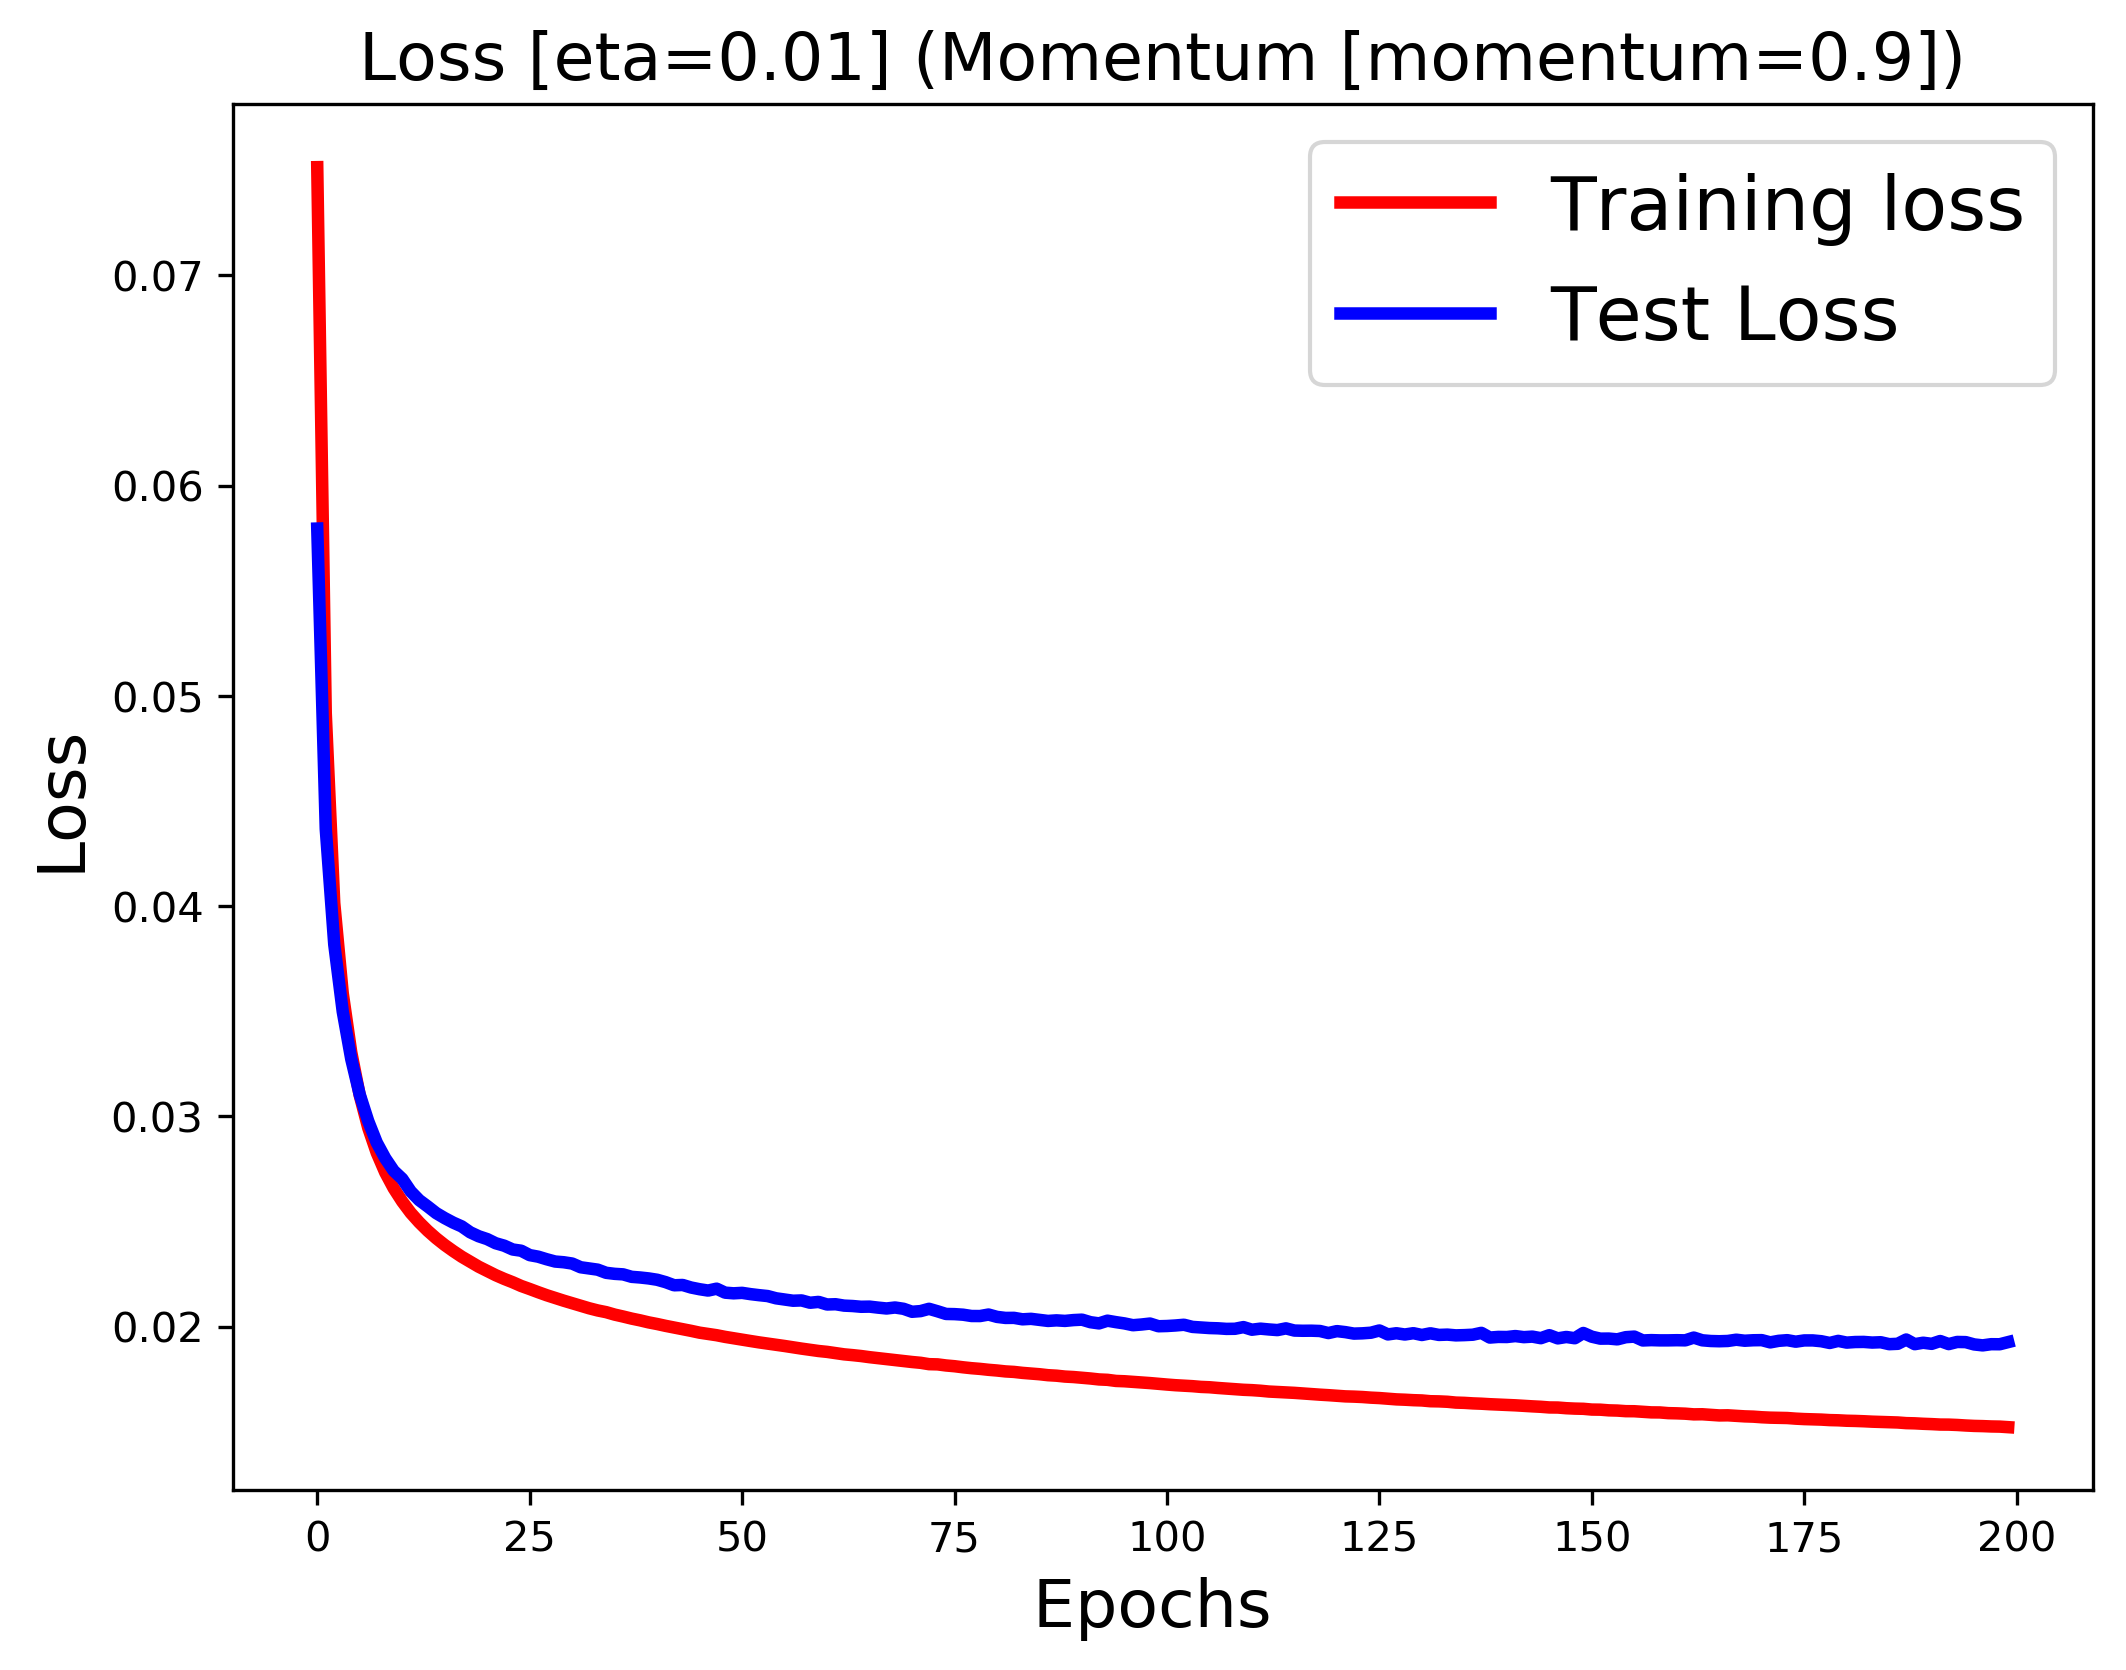 Loss [eta=0.01] (Momentum [momentum=0.9])
Training loss
Test Loss
0.07
0.06
0.05
0.04
0.03
0.02
Loss
0 25 50 75 100 125 150 175 200
Epochs